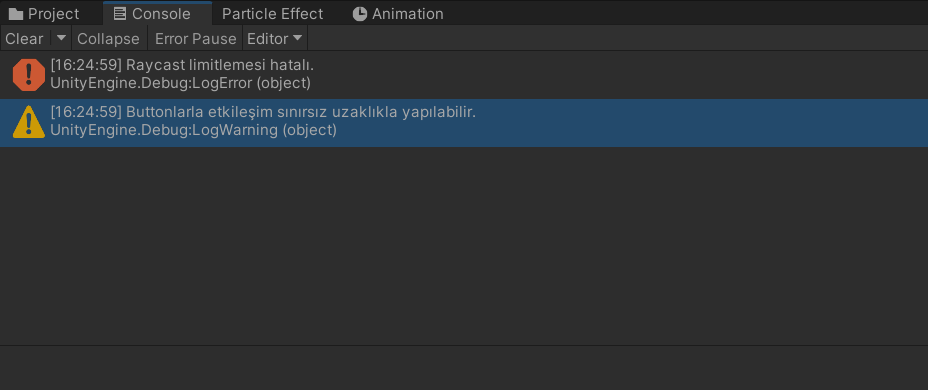 Project Console Particle Effect Animation
Clear Collapse Error Pause Editor
[16:24:59] Raycast limitlemesi hatalı.
UnityEngine.Debug:LogError (object)
[16:24:59] Buttonlarla etkileşim sınırsız uzaklıkla yapılabilir.
UnityEngine.Debug:LogWarning (object)